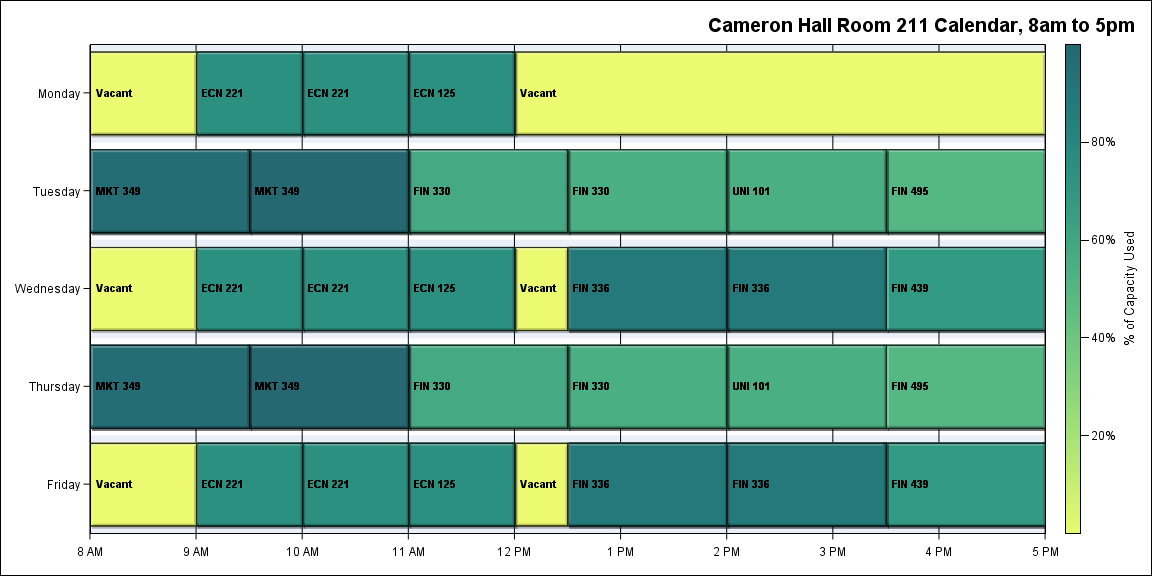 Cameron Hall Room 211 Calendar, 8am to 5pm
Monday
Vacant
ECN 221
ECN 221
ECN 125
Vacant
Tuesday
MKT 349
MKT 349
FIN 330
FIN 330
UNI 101
FIN 495
Wednesday
Vacant
ECN 221
ECN 221
ECN 125
Vacant
FIN 336
FIN 336
FIN 439
Thursday
MKT 349
MKT 349
FIN 330
FIN 330
UNI 101
FIN 495
Friday
Vacant
ECN 221
ECN 221
ECN 125
Vacant
FIN 336
FIN 336
FIN 439
8 AM
9 AM
10 AM
11 AM
12 PM
1 PM
2 PM
3 PM
4 PM
5 PM
80%
60%
40%
20%
% of Capacity Used